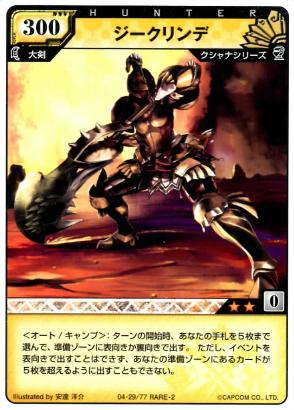 HUNTER
300
ジークリンデ
大剣
クシャナシリーズ
0
＜オート / キャンプ＞: ターンの開始時、あなたの手札を５枚まで
選んで、準備ゾーンに表向きか裏向きで出す。ただし、イベントを
表向きで出すことはできず、あなたの準備ゾーンにあるカードが
５枚を超えるように出すこともできない。
Illustrated by 安達 洋介 04-29/77 RARE-2 ©CAPCOM CO., LTD.